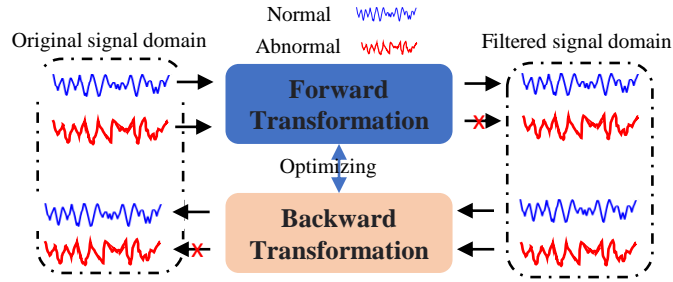 Normal
Abnormal
Original signal domain
Filtered signal domain
Forward
Transformation
Optimizing
Backward
Transformation